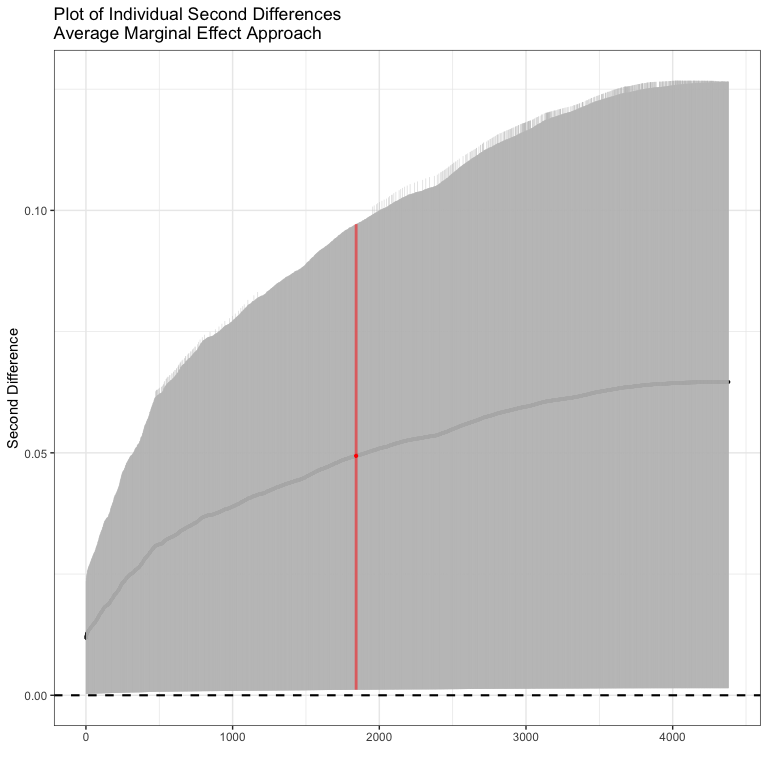 Plot of Individual Second Differences
Average Marginal Effect Approach
Second Difference
0.10
0.05
0.00
0
1000
2000
3000
4000